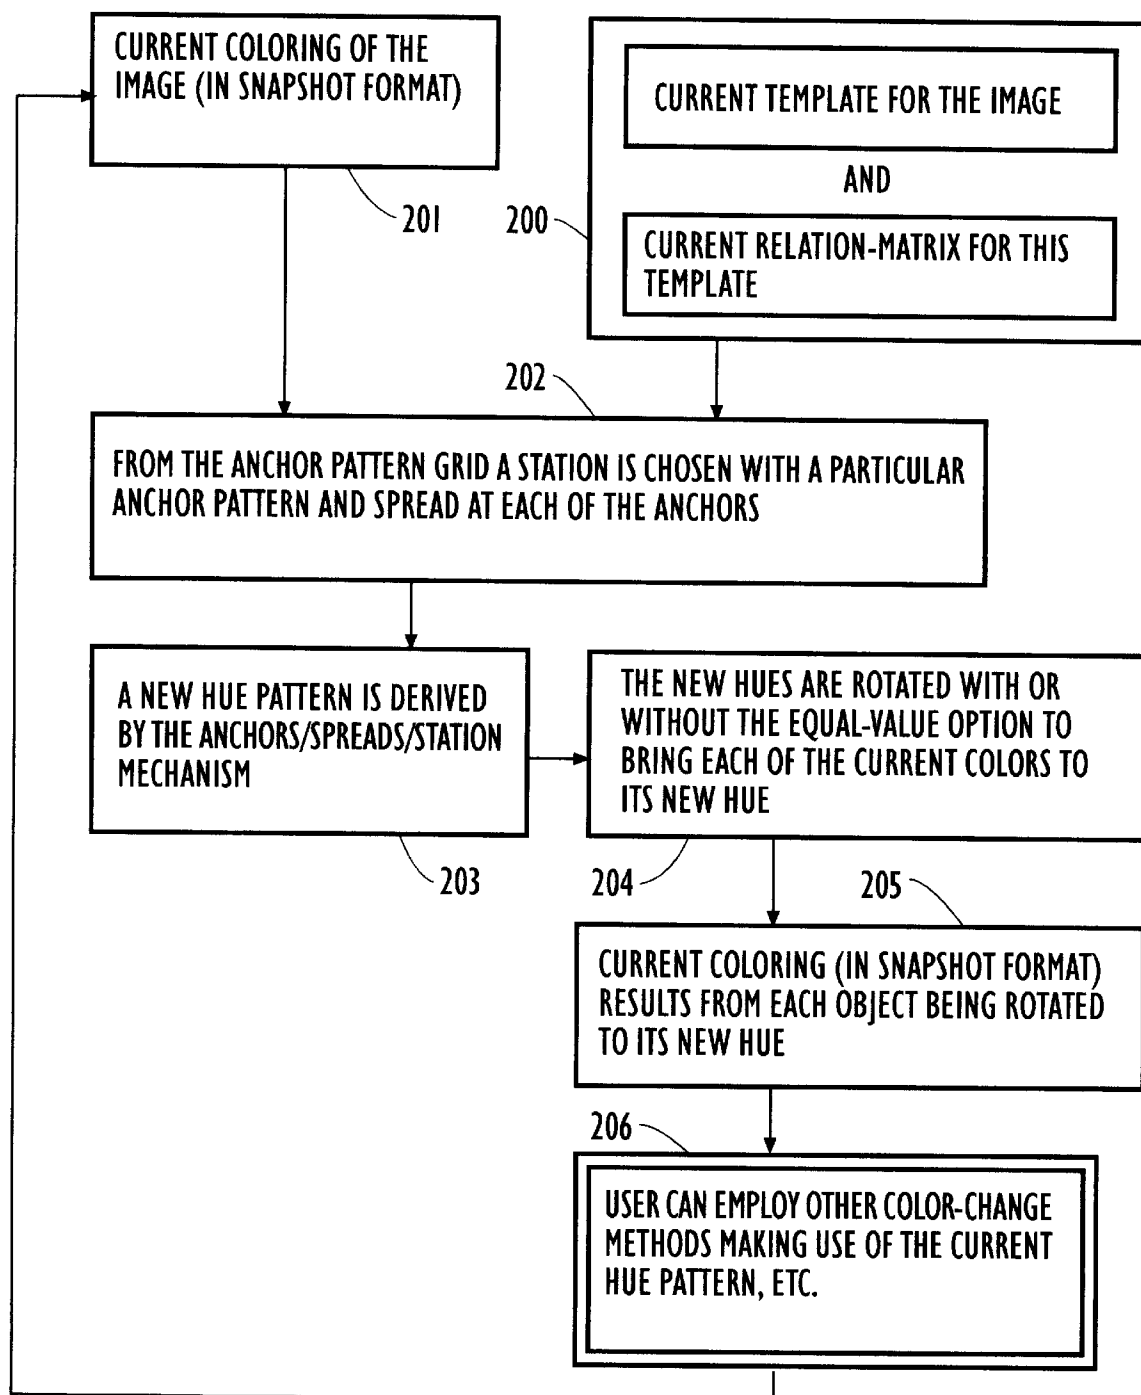 CURRENT COLORING OF THE
IMAGE (IN SNAPSHOT FORMAT)
201
CURRENT TEMPLATE FOR THE IMAGE
AND
200
CURRENT RELATION-MATRIX FOR THIS
TEMPLATE
202
FROM THE ANCHOR PATTERN GRID A STATION IS CHOSEN WITH A PARTICULAR
ANCHOR PATTERN AND SPREAD AT EACH OF THE ANCHORS
A NEW HUE PATTERN IS DERIVED
BY THE ANCHORS/SPREADS/STATION
MECHANISM
203
THE NEW HUES ARE ROTATED WITH OR
WITHOUT THE EQUAL-VALUE OPTION TO
BRING EACH OF THE CURRENT COLORS TO
ITS NEW HUE
204
205
CURRENT COLORING (IN SNAPSHOT FORMAT)
RESULTS FROM EACH OBJECT BEING ROTATED
TO ITS NEW HUE
206
USER CAN EMPLOY OTHER COLOR-CHANGE
METHODS MAKING USE OF THE CURRENT
HUE PATTERN, ETC.